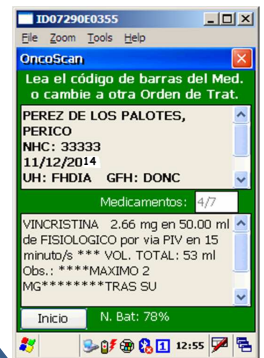 ID07290E0355
File Zoom Tools Help
OncoScan
Lea el código de barras del Med.
o cambie a otra Orden de Trat.
PEREZ DE LOS PALOTES,
PERICO
NHC: 33333
11/12/2014
UH: FHDIA GFH: DONC
Medicamentos: 4/7
VINCRISTINA 2.66 mg en 50.00 ml
de FISIOLOGICO por via PIV en 15
minuto/s *** VOL. TOTAL: 53 ml
Obs.: ****MAXIMO 2
MG********TRAS SU
Inicio N. Bat: 78%
1 12:55